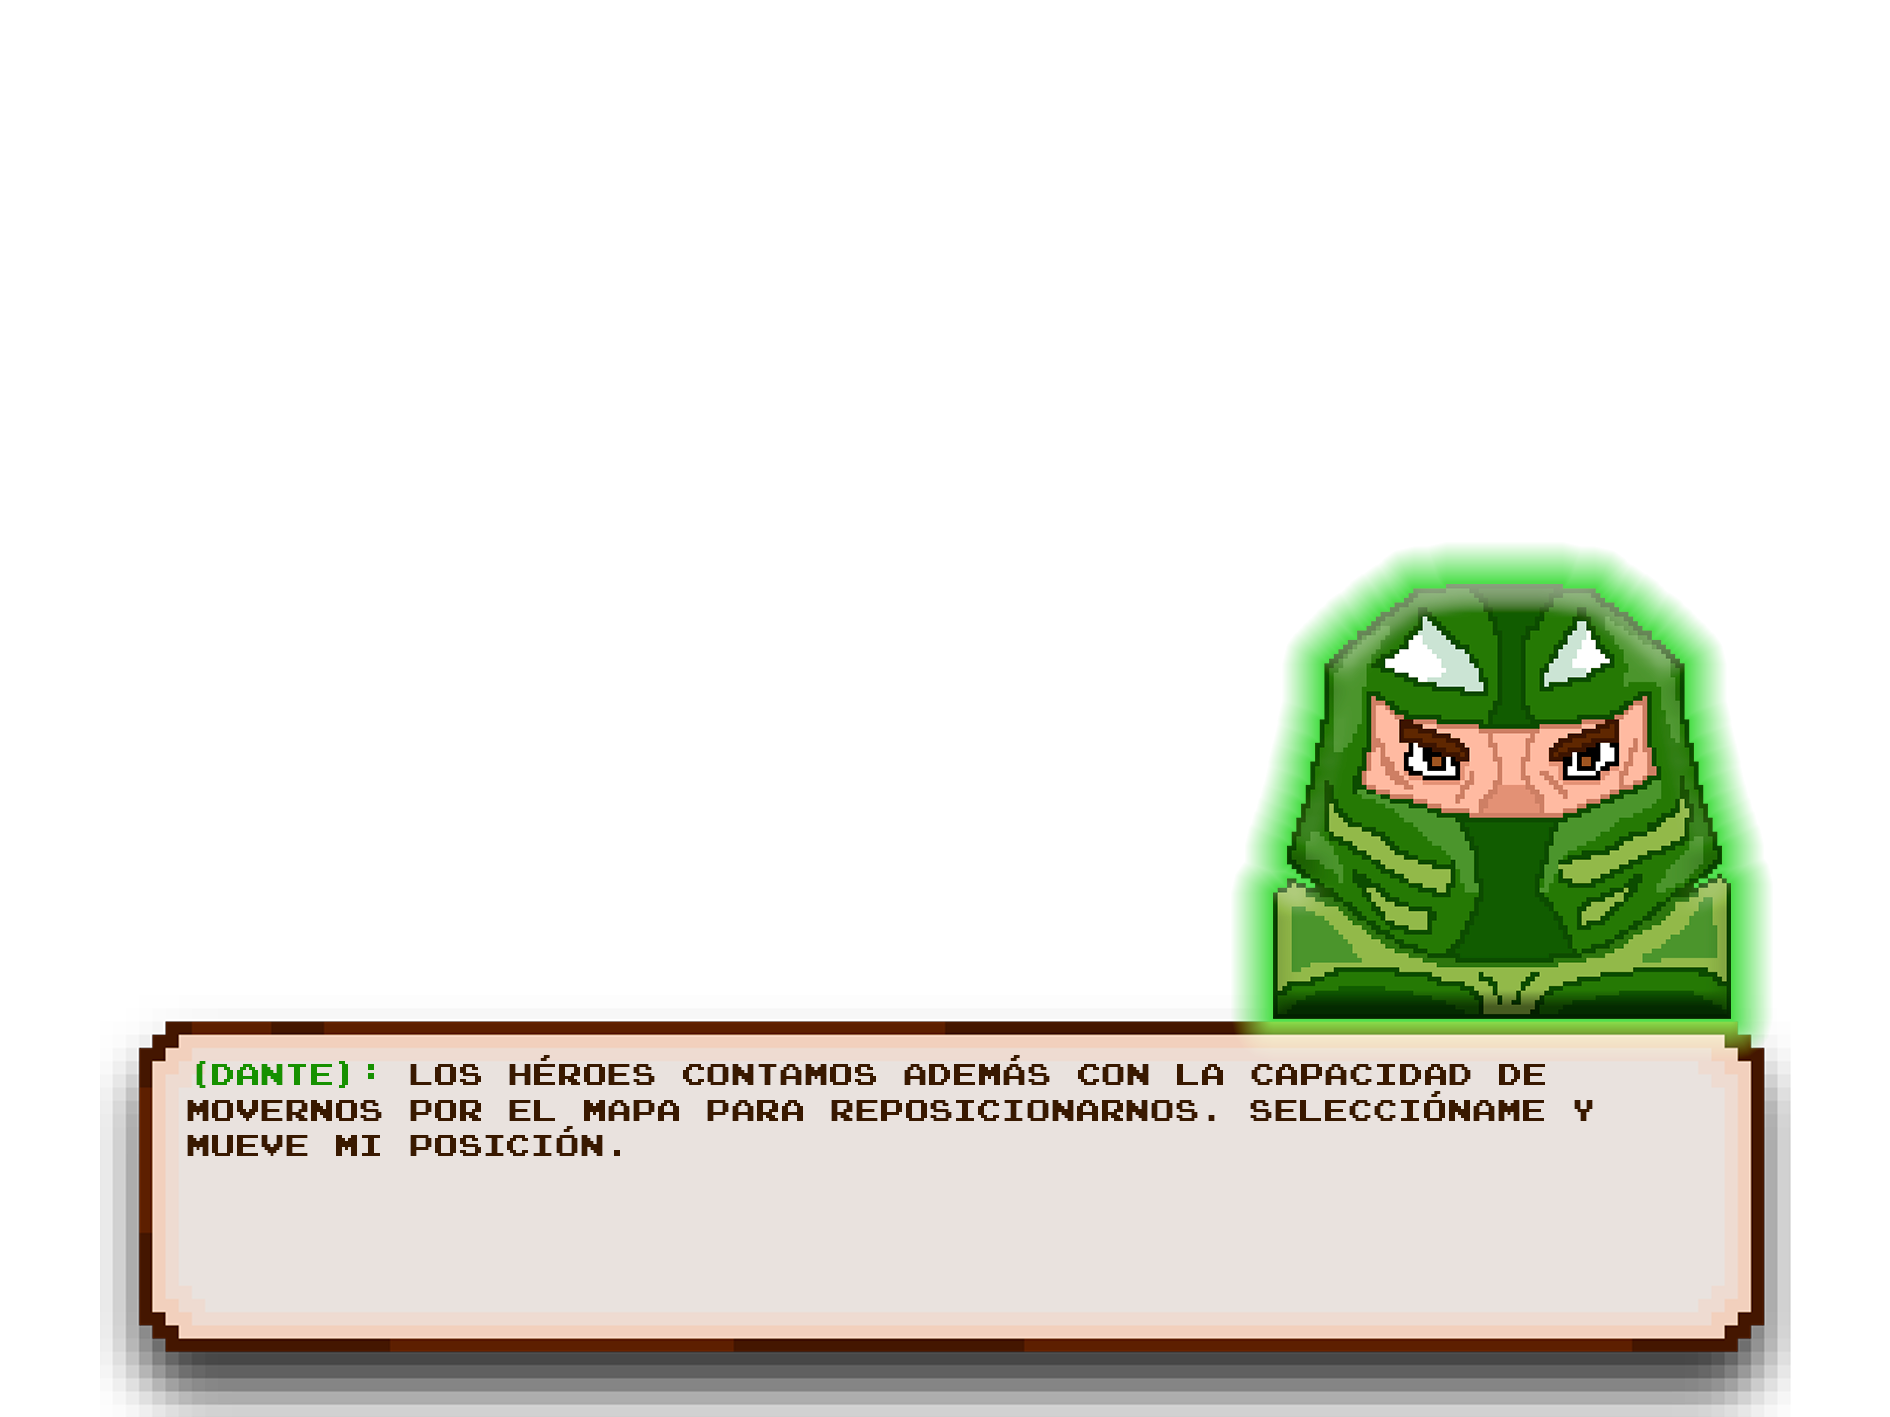 (DANTE): LOS HÉROES CONTAMOS ADEMÁS CON LA CAPACIDAD DE
MOVERNOS POR EL MAPA PARA REPOSICIONARNOS. SELECCIÓNAME Y
MUEVE MI POSICIÓN.